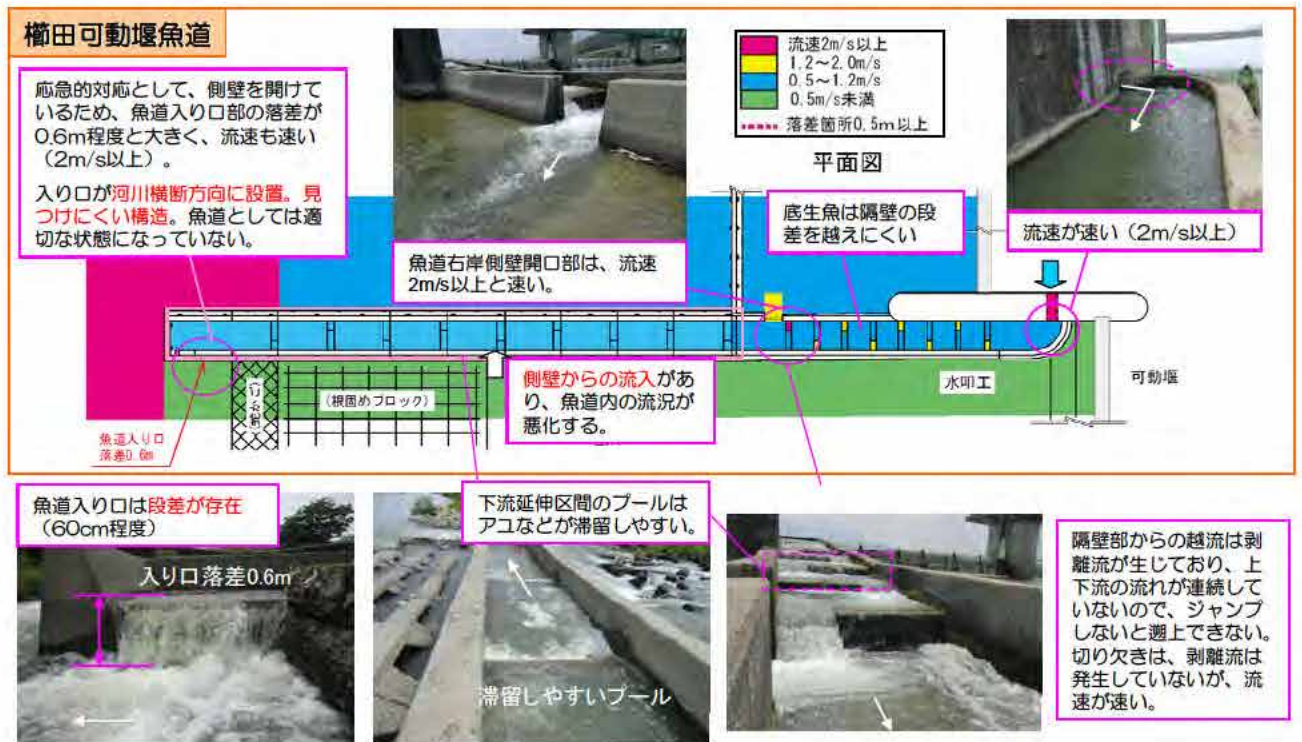 櫛田可動堰魚道
応急的対応として、側壁を開けて
いるため、魚道入り口部の落差が
0.6m程度と大きく、流速も速い
（2m/s以上）。
入り口が河川横断方向に設置。見
つけにくい構造。魚道としては適
切な状態になっていない。
流速2m/s以上
1.2～2.0m/s
0.5～1.2m/s
0.5m/s未満
落差箇所0.5m以上
平面図
魚道右岸側壁開口部は、流速
2m/s以上と速い。
底生魚は隔壁の段
差を越えにくい
流速が速い（2m/s以上）
側壁からの流入があ
り、魚道内の流況が
悪化する。
(根固めブロック)
水叩工
可動堰
魚道入り口
落差0.6m
魚道入り口は段差が存在
（60cm程度）
入り口落差0.6m
下流延伸区間のプールは
アユなどが滞留しやすい。
滞留しやすいプール
隔壁部からの越流は剥
離流が生じており、上
下流の流れが連続して
いないので、ジャンプ
しないと遡上できない。
切り欠きは、剥離流は
発生していないが、流
速が速い。